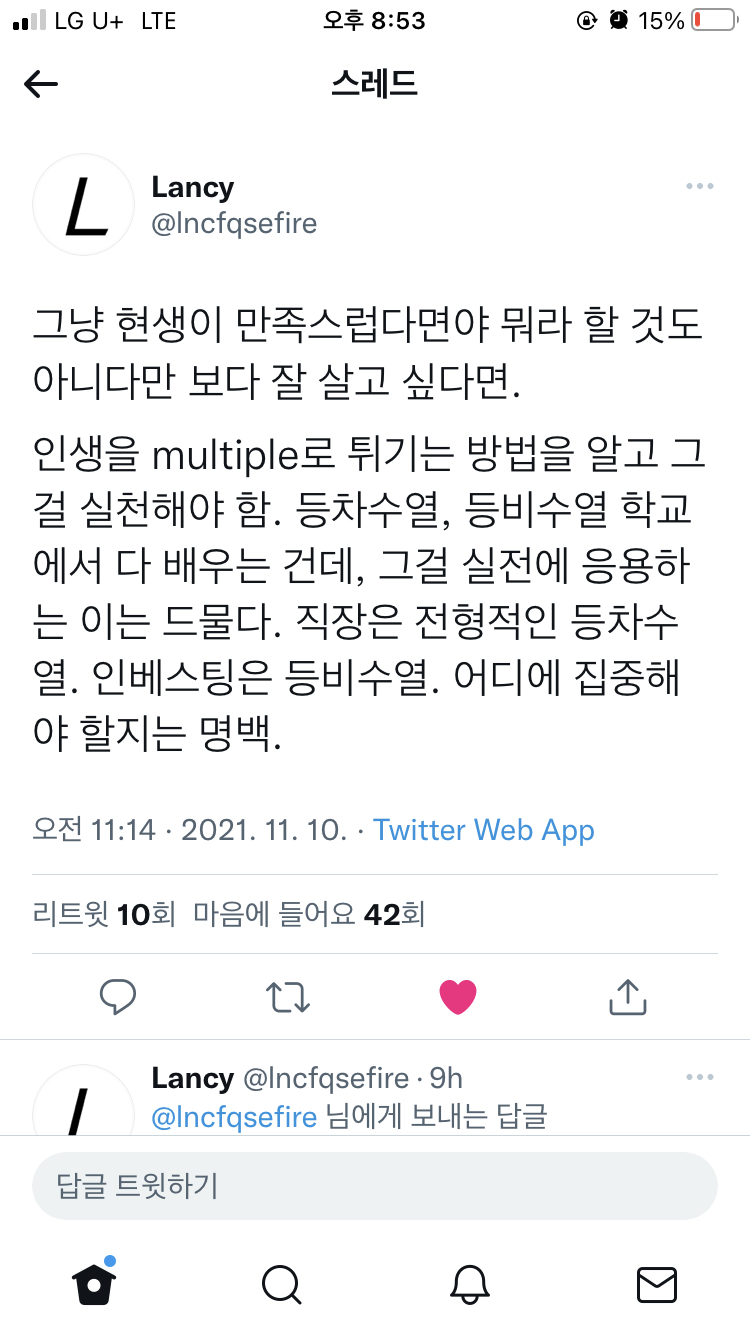 LG U+ LTE 오후 8:53 15%
스레드
L
Lancy
@lncfqsefire
그냥 현생이 만족스럽다면야 뭐라 할 것도
아니다만 보다 잘 살고 싶다면.
인생을 multiple로 튀기는 방법을 알고 그
걸 실천해야 함. 등차수열, 등비수열 학교
에서 다 배우는 건데, 그걸 실전에 응용하
는 이는 드물다. 직장은 전형적인 등차수
열. 인베스팅은 등비수열. 어디에 집중해
야 할지는 명백.
오전 11:14 · 2021. 11. 10. · Twitter Web App
리트윗 10회 마음에 들어요 42회
Lancy @lncfqsefire · 9h
@lncfqsefire 님에게 보내는 답글
답글 트윗하기